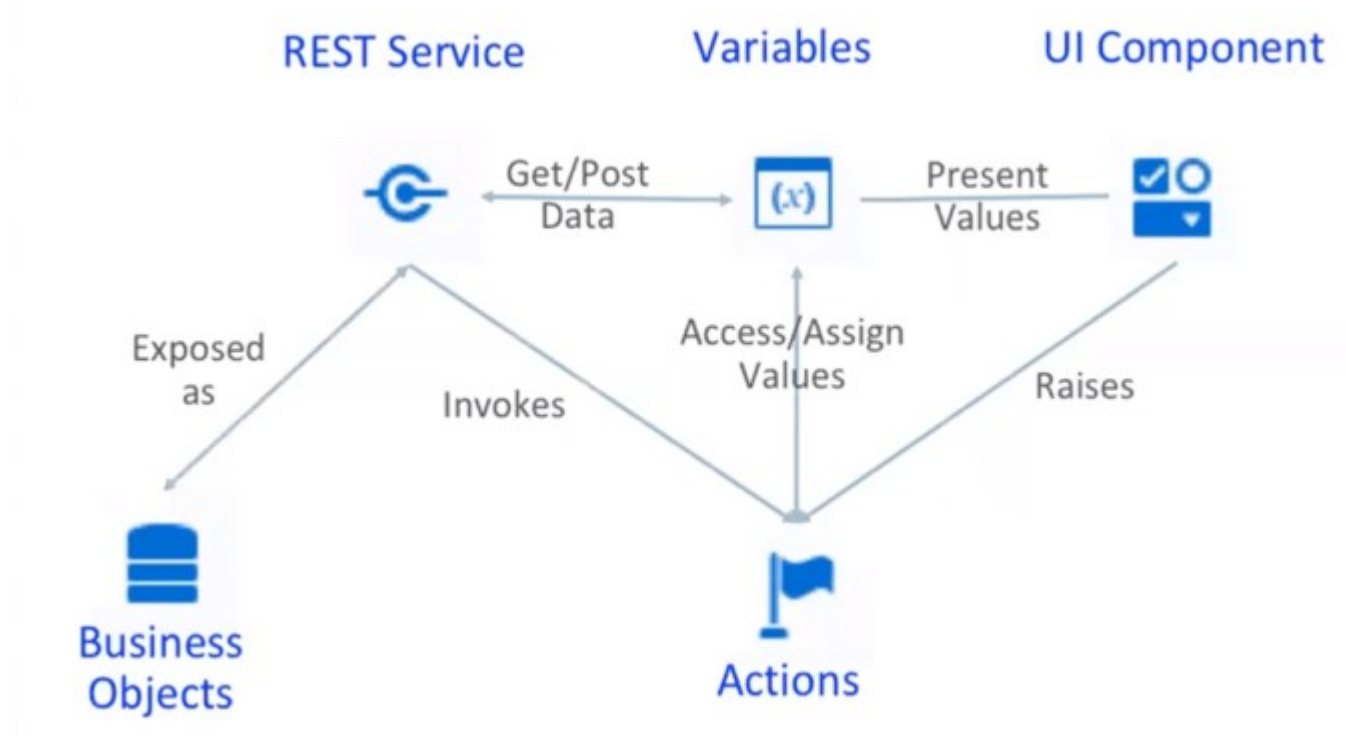 REST Service
Variables
UI Component
Get/Post
Data
(x)
Present
Values
Exposed
as
Invokes
Access/Assign
Values
Raises
Business
Objects
Actions